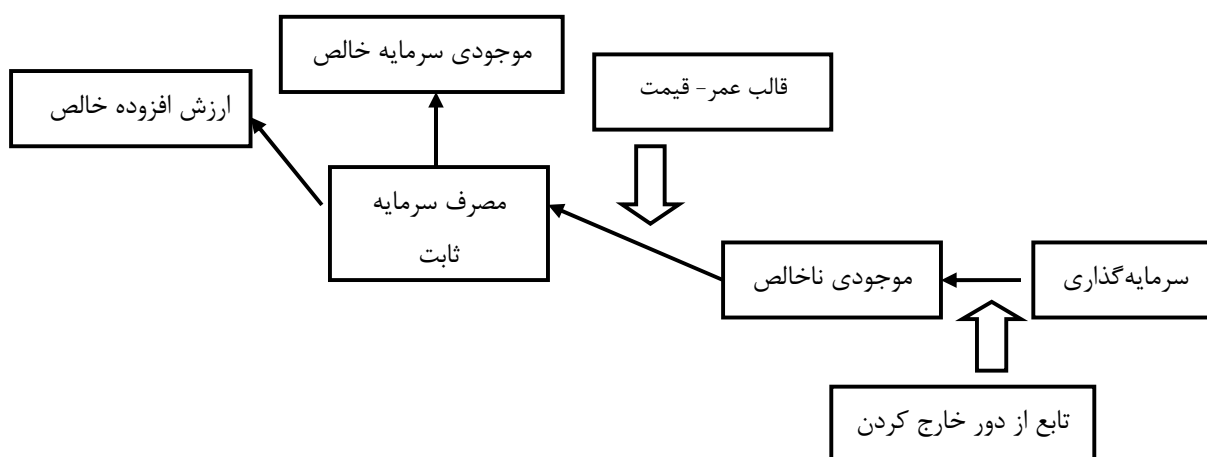 موجودی سرمایه خالص
قالب عمر- قیمت
ارزش افزوده خالص
مصرف سرمایه
ثابت
موجودی ناخالص
سرمایه‌گذاری
تابع از دور خارج کردن